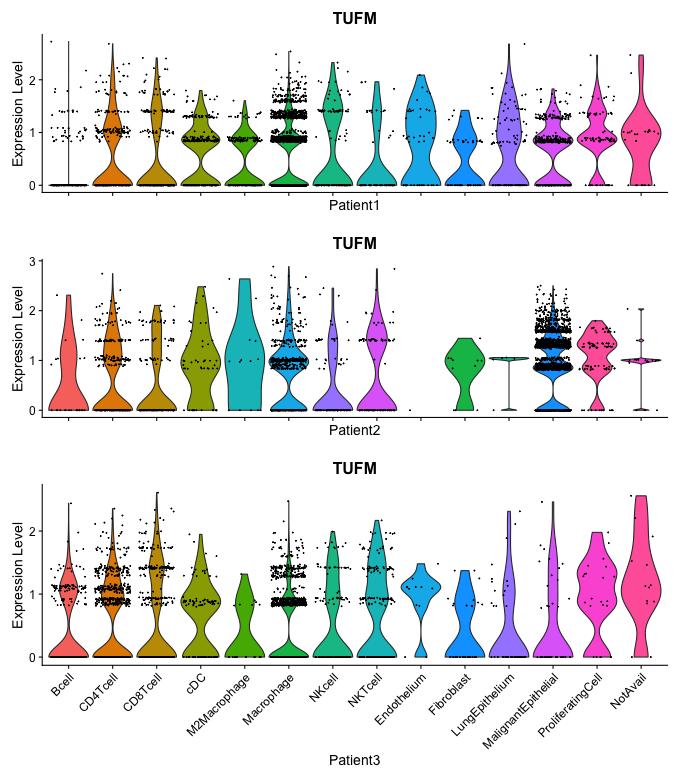 TUFM
Expression Level
2
1
0
Patient1
TUFM
Expression Level
3
2
1
0
Patient2
TUFM
Expression Level
2
1
0
Bcell
CD4Tcell
CD8Tcell
cDC
M2Macrophage
Macrophage
NKcell
NKTcell
Endothelium
Fibroblast
LungEpithelium
MalignantEpithelial
ProliferatingCell
NotAvail
Patient3